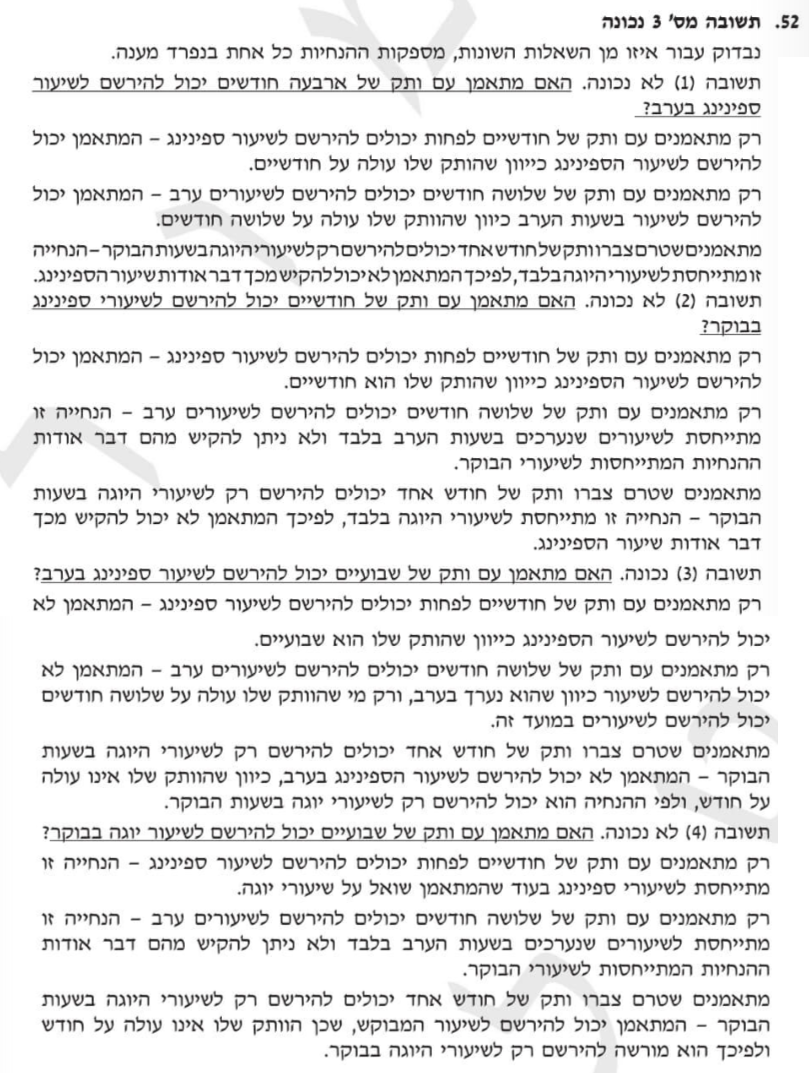 52. תשובה מס' 3 נכונה
נבדוק עבור איזו מן השאלות השונות, מספקות ההנחיות כל אחת בנפרד מענה.
תשובה (1) לא נכונה. האם מתאמן עם ותק של ארבעה חודשים יכול להירשם לשיעור
ספינינג בערב?
רק מתאמנים עם ותק של חודשיים לפחות יכולים להירשם לשיעור ספינינג – המתאמן יכול
להירשם לשיעור הספינינג כייוון שהותק שלו עולה על חודשיים.
רק מתאמנים עם ותק של שלושה חודשים יכולים להירשם לשיעורים ערב – המתאמן יכול
להירשם לשיעור בשעות הערב כיוון שהוותק שלו עולה על שלושה חודשים.
מתאמנים שטרם צברו ותק של חודש אחד יכולים להירשם רק לשיעורי היוגה בשעות הבוקר – הנחייה
זו מתייחסת לשיעורי היוגה בלבד, לפיכך המתאמן לא יכול להקיש מכך דבר אודות שיעור הספינינג.
תשובה (2) לא נכונה. האם מתאמן עם ותק של חודשיים יכול להירשם לשיעורי ספינינג
בבוקר?
רק מתאמנים עם ותק של חודשיים לפחות יכולים להירשם לשיעור ספינינג – המתאמן יכול
להירשם לשיעור הספינינג כייוון שהותק שלו הוא חודשיים.
רק מתאמנים עם ותק של שלושה חודשים יכולים להירשם לשיעורים ערב – הנחייה זו
מתייחסת לשיעורים שנערכים בשעות הערב בלבד ולא ניתן להקיש מהם דבר אודות
ההנחיות המתייחסות לשיעורי הבוקר.
מתאמנים שטרם צברו ותק של חודש אחד יכולים להירשם רק לשיעורי היוגה בשעות
הבוקר – הנחייה זו מתייחסת לשיעורי היוגה בלבד, לפיכך המתאמן לא יכול להקיש מכך
דבר אודות שיעור הספינינג.
תשובה (3) נכונה. האם מתאמן עם ותק של שבועיים יכול להירשם לשיעור ספינינג בערב?
רק מתאמנים עם ותק של חודשיים לפחות יכולים להירשם לשיעור ספינינג – המתאמן לא
יכול להירשם לשיעור הספינינג כייוון שהותק שלו הוא שבועיים.
רק מתאמנים עם ותק של שלושה חודשים יכולים להירשם לשיעורים ערב – המתאמן לא
יכול להירשם לשיעור כיוון שהוא נערך בערב, ורק מי שהוותק שלו עולה על שלושה חודשים
יכול להירשם לשיעורים במועד זה.
מתאמנים שטרם צברו ותק של חודש אחד יכולים להירשם רק לשיעורי היוגה בשעות
הבוקר – המתאמן לא יכול להירשם לשיעור הספינינג בערב, כיוון שהוותק שלו אינו עולה
על חודש, ולפי ההנחיה הוא יכול להירשם רק לשיעורי יוגה בשעות הבוקר.
תשובה (4) לא נכונה. האם מתאמן עם ותק של שבועיים יכול להירשם לשיעור יוגה בבוקר?
רק מתאמנים עם ותק של חודשיים לפחות יכולים להירשם לשיעור ספינינג – הנחייה זו
מתייחסת לשיעורי ספינינג בעוד שהמתאמן שואל על שיעורי יוגה.
רק מתאמנים עם ותק של שלושה חודשים יכולים להירשם לשיעורים ערב – הנחייה זו
מתייחסת לשיעורים שנערכים בשעות הערב בלבד ולא ניתן להקיש מהם דבר אודות
ההנחיות המתייחסות לשיעורי הבוקר.
מתאמנים שטרם צברו ותק של חודש אחד יכולים להירשם רק לשיעורי היוגה בשעות
הבוקר – המתאמן יכול להירשם לשיעור המבוקש, שכן הוותק שלו אינו עולה על חודש
ולפיכך הוא מורשה להירשם רק לשיעורי היוגה בבוקר.